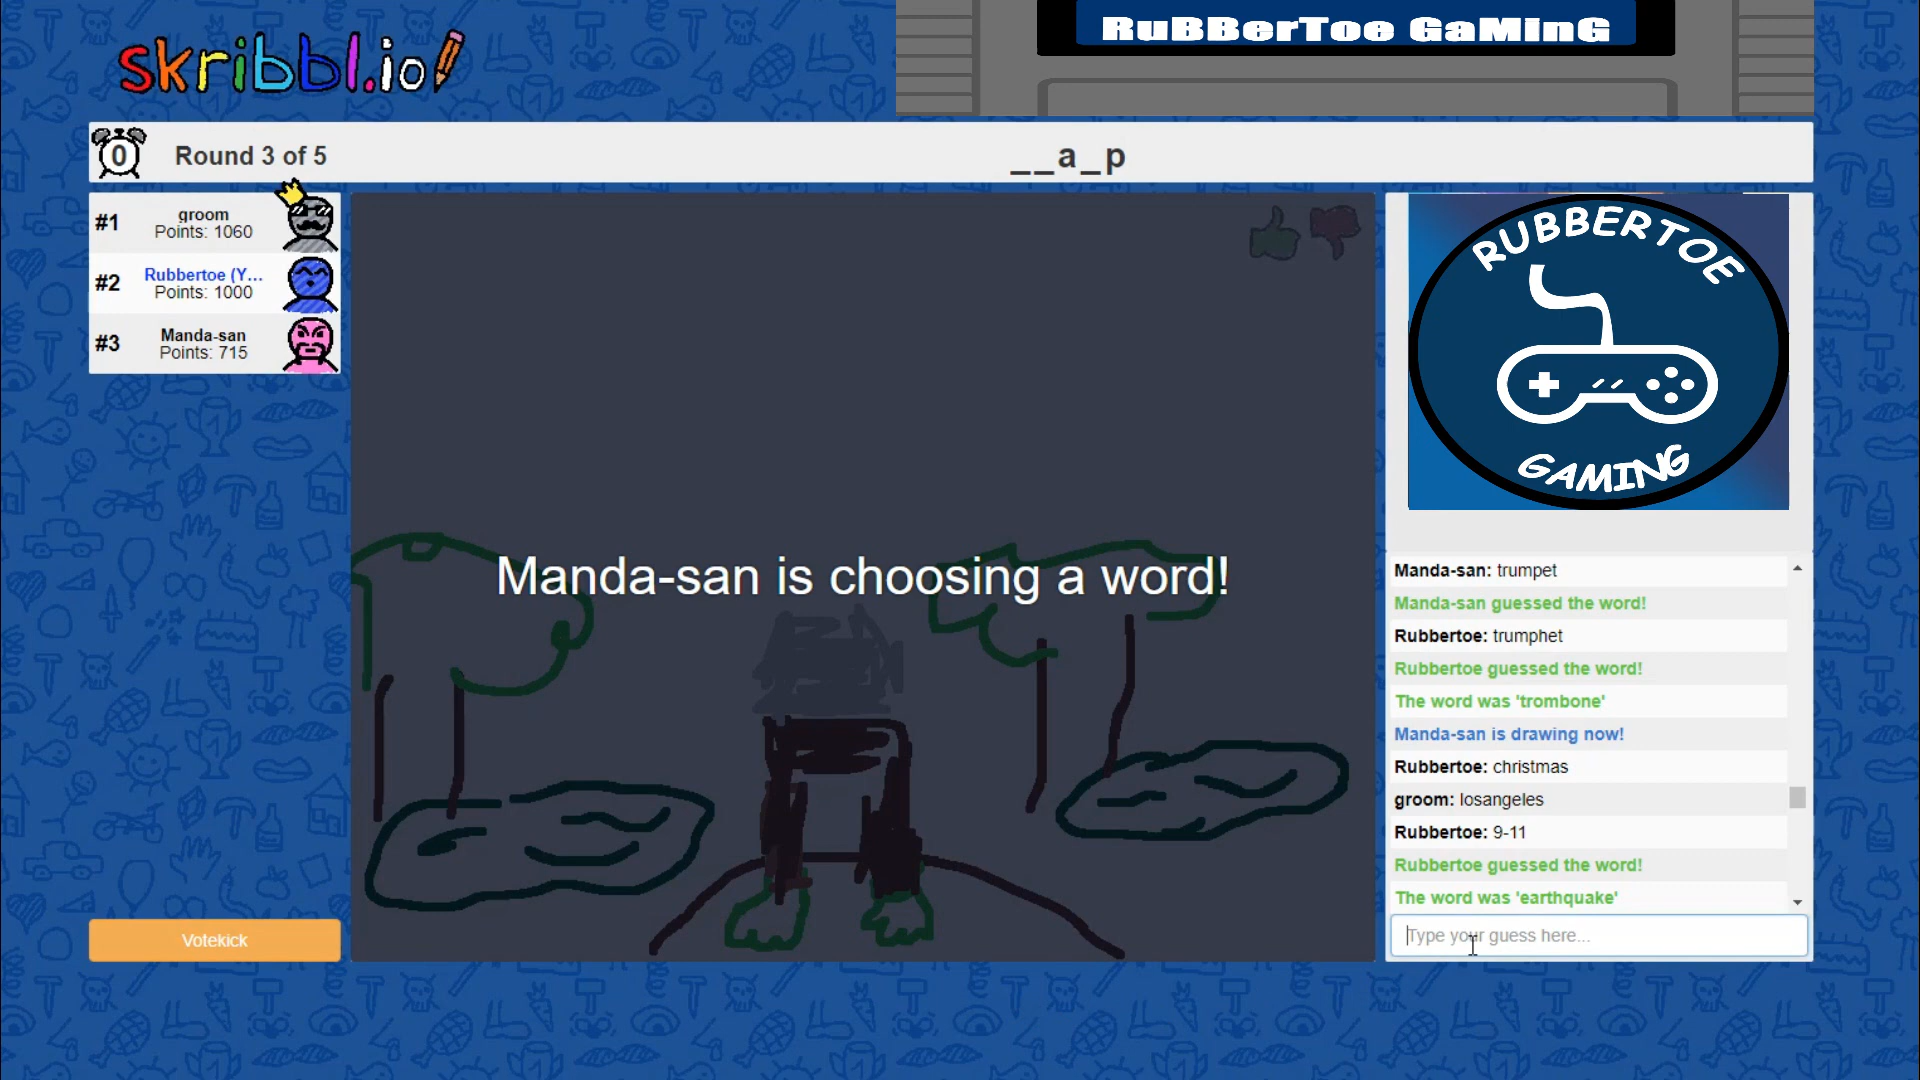 RuBBerToe GaMinG
skribbl.io
0
Round 3 of 5
__a_p
#1
groom
Points: 1060
#2
Rubbertoe (Y...
Points: 1000
#3
Manda-san
Points: 715
Manda-san is choosing a word!
RUBBERTOE
GAMING
Manda-san: trumpet
Manda-san guessed the word!
Rubbertoe: trumphet
Rubbertoe guessed the word!
The word was 'trombone'
Manda-san is drawing now!
Rubbertoe: christmas
groom: losangeles
Rubbertoe: 9-11
Rubbertoe guessed the word!
The word was 'earthquake'
Type your guess here...
Votekick